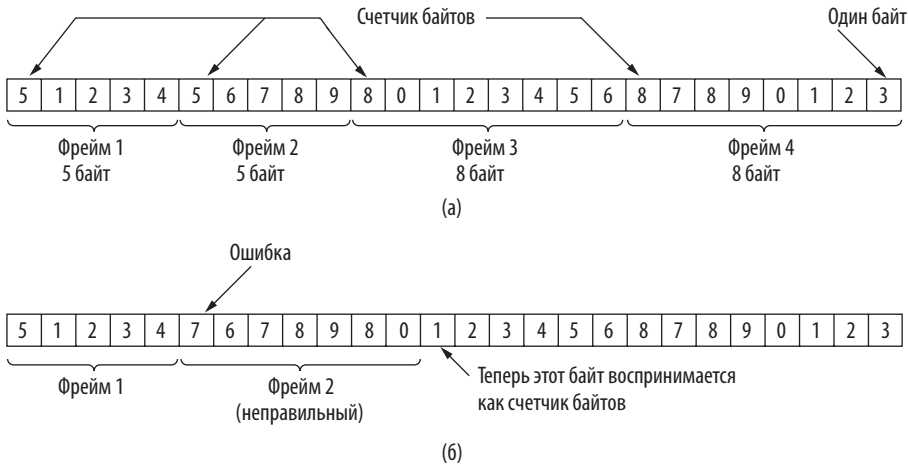 Счетчик байтов
Один байт
5 1 2 3 4 5 6 7 8 9 8 0 1 2 3 4 5 6 8 7 8 9 0 1 2 3
Фрейм 1
5 байт
Фрейм 2
5 байт
Фрейм 3
8 байт
Фрейм 4
8 байт
(а)
Ошибка
5 1 2 3 4 7 6 7 8 9 8 0 1 2 3 4 5 6 8 7 8 9 0 1 2 3
Фрейм 1
Фрейм 2
(неправильный)
Теперь этот байт воспринимается
как счетчик байтов
(б)